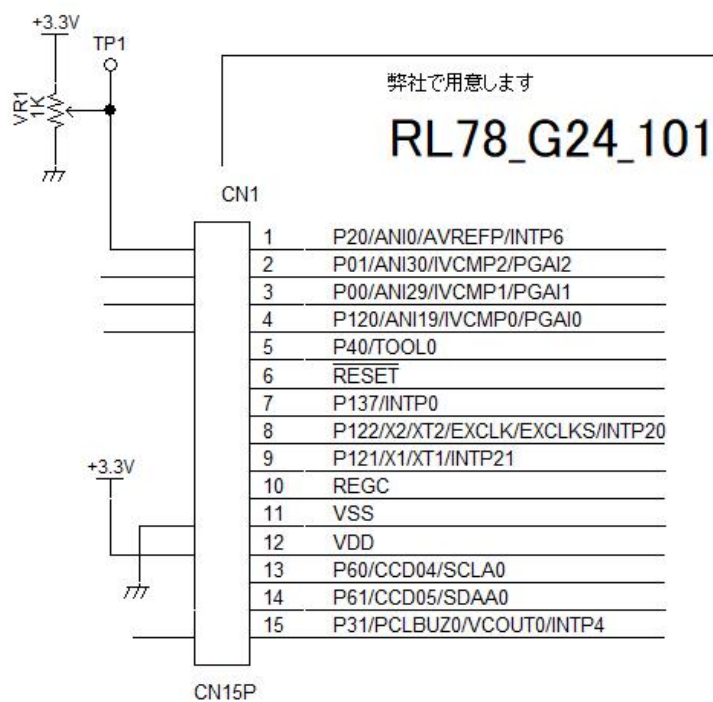 +3.3V
TP1
VR1
1K
弊社で用意します
RL78_G24_101
CN1
1 P20/ANI0/AVREFP/INTP6
2 P01/ANI30/IVCMP2/PGAI2
3 P00/ANI29/IVCMP1/PGAI1
4 P120/ANI19/IVCMP0/PGAI0
5 P40/TOOL0
6 RESET
7 P137/INTP0
8 P122/X2/XT2/EXCLK/EXCLKS/INTP20
9 P121/X1/XT1/INTP21
+3.3V
10 REGC
11 VSS
12 VDD
13 P60/CCD04/SCLA0
14 P61/CCD05/SDAA0
15 P31/PCLBUZ0/VCOUT0/INTP4
CN15P